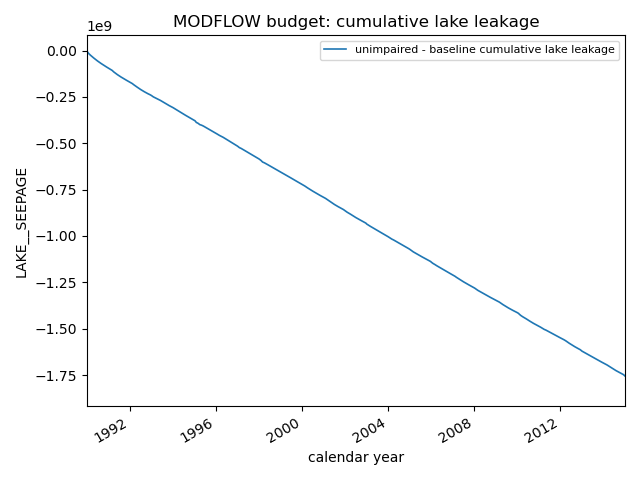 MODFLOW budget: cumulative lake leakage
1e9
unimpaired - baseline cumulative lake leakage
0.00
−0.25
−0.50
−0.75
−1.00
−1.25
−1.50
−1.75
LAKE__SEEPAGE
1992
1996
2000
2004
2008
2012
calendar year